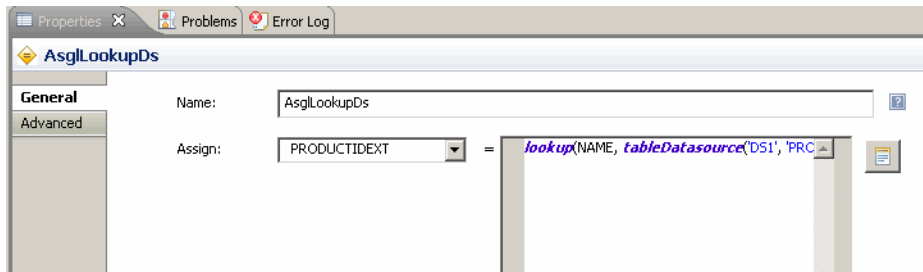 Properties Problems Error Log
AsglLookupDs
General
Name: AsglLookupDs
Advanced
Assign: PRODUCTIDEXT = lookup(NAME, tableDatasource('DS1', 'PRC